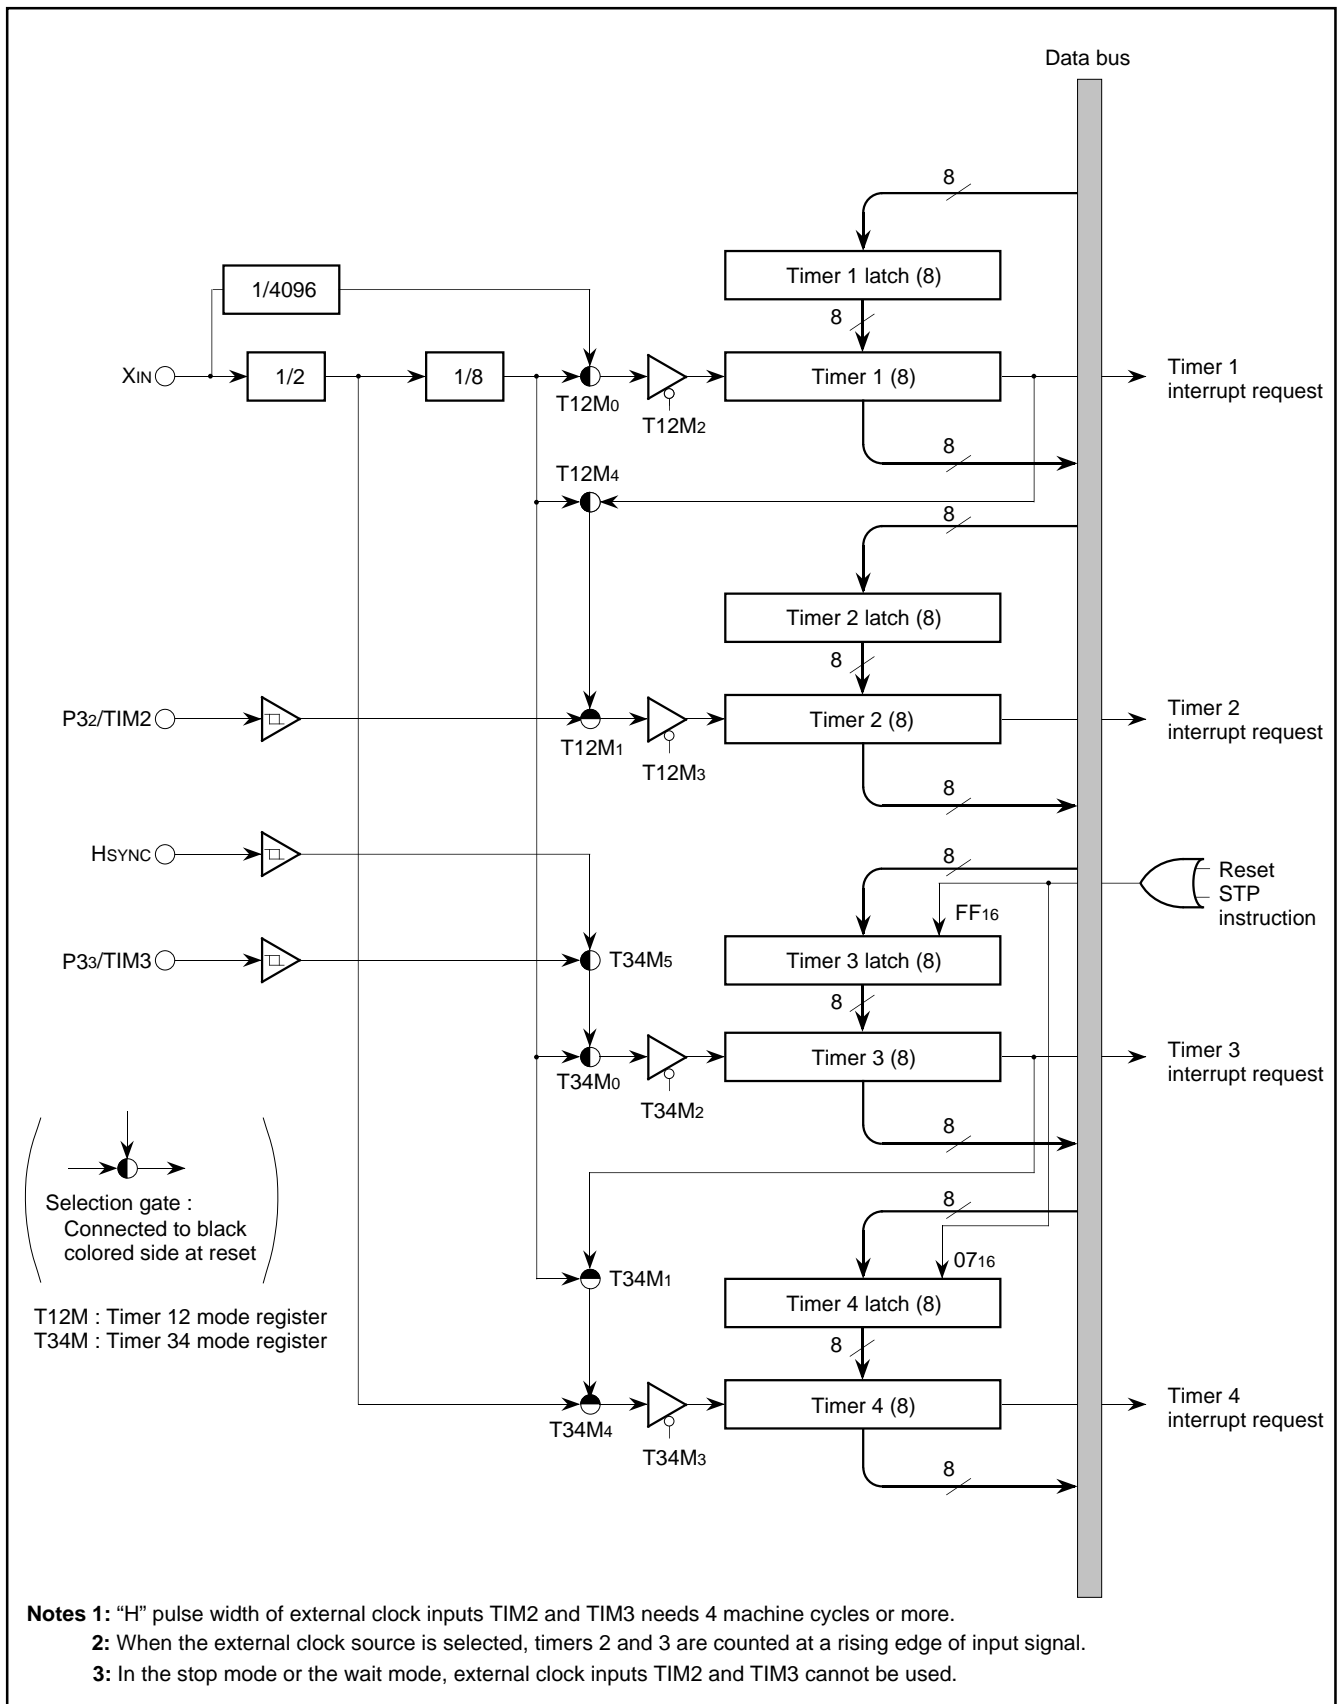 Data bus
8
Timer 1 latch (8)
1/4096
8
XIN
1/2
1/8
T12M0
T12M2
Timer 1 (8)
Timer 1
interrupt request
8
T12M4
8
Timer 2 latch (8)
8
P32/TIM2
T12M1
T12M3
Timer 2 (8)
Timer 2
interrupt request
8
HSYNC
8
Reset
STP
instruction
FF16
P33/TIM3
T34M5
Timer 3 latch (8)
8
T34M0
T34M2
Timer 3 (8)
Timer 3
interrupt request
8
Selection gate :
Connected to black
colored side at reset
8
0716
T34M1
Timer 4 latch (8)
T12M : Timer 12 mode register
T34M : Timer 34 mode register
8
T34M4
T34M3
Timer 4 (8)
Timer 4
interrupt request
8
Notes 1: “H” pulse width of external clock inputs TIM2 and TIM3 needs 4 machine cycles or more.
2: When the external clock source is selected, timers 2 and 3 are counted at a rising edge of input signal.
3: In the stop mode or the wait mode, external clock inputs TIM2 and TIM3 cannot be used.